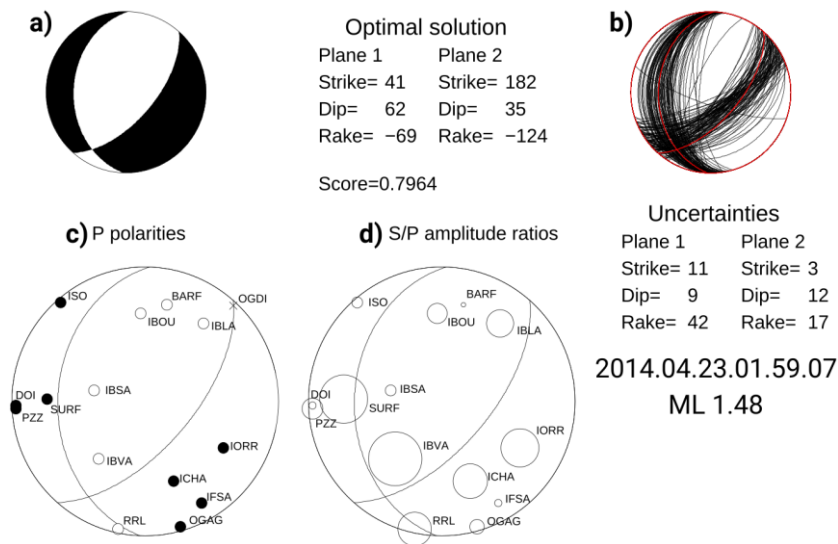 a)
Optimal solution
Plane 1 Plane 2
Strike= 41 Strike= 182
Dip= 62 Dip= 35
Rake= −69 Rake= −124
Score=0.7964
b)
Uncertainties
Plane 1 Plane 2
Strike= 11 Strike= 3
Dip= 9 Dip= 12
Rake= 42 Rake= 17
2014.04.23.01.59.07
ML 1.48
c) P polarities
ISO
BARF
OGDI
IBOU
IBLA
DOI
IBSA
SURF
PZZ
IORR
IBVA
ICHA
IFSA
RRL
OGAG
d) S/P amplitude ratios
ISO
BARF
IBOU
IBLA
DOI
IBSA
SURF
PZZ
IORR
IBVA
ICHA
IFSA
RRL
OGAG